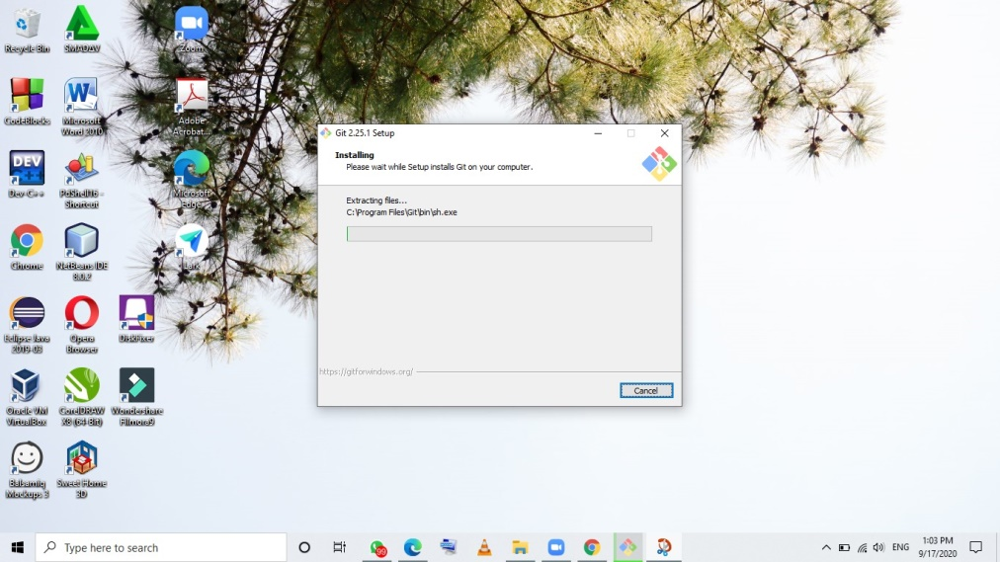 Recycle Bin
SMADAV
Zoom
CodeBlocks
Microsoft
Word 2010
Adobe
Acrobat...
DEV
Dev-C++
Pdshell16 -
Shortcut
Microsoft
Edge
Chrome
NetBeans IDE
8.0.2
Lark
Eclipse Java
2019-03
Opera
Browser
DiskFixer
Oracle VM
VirtualBox
CorelDRAW
X8 (64-Bit)
Wondershare
Filmora9
Balsamiq
Mockups 3
Sweet Home
3D
Git 2.25.1 Setup
Installing
Please wait while Setup installs Git on your computer.
Extracting files...
C:\Program Files\Git\bin\sh.exe
https://gitforwindows.org/
Cancel
Type here to search
99
ENG
1:03 PM
9/17/2020